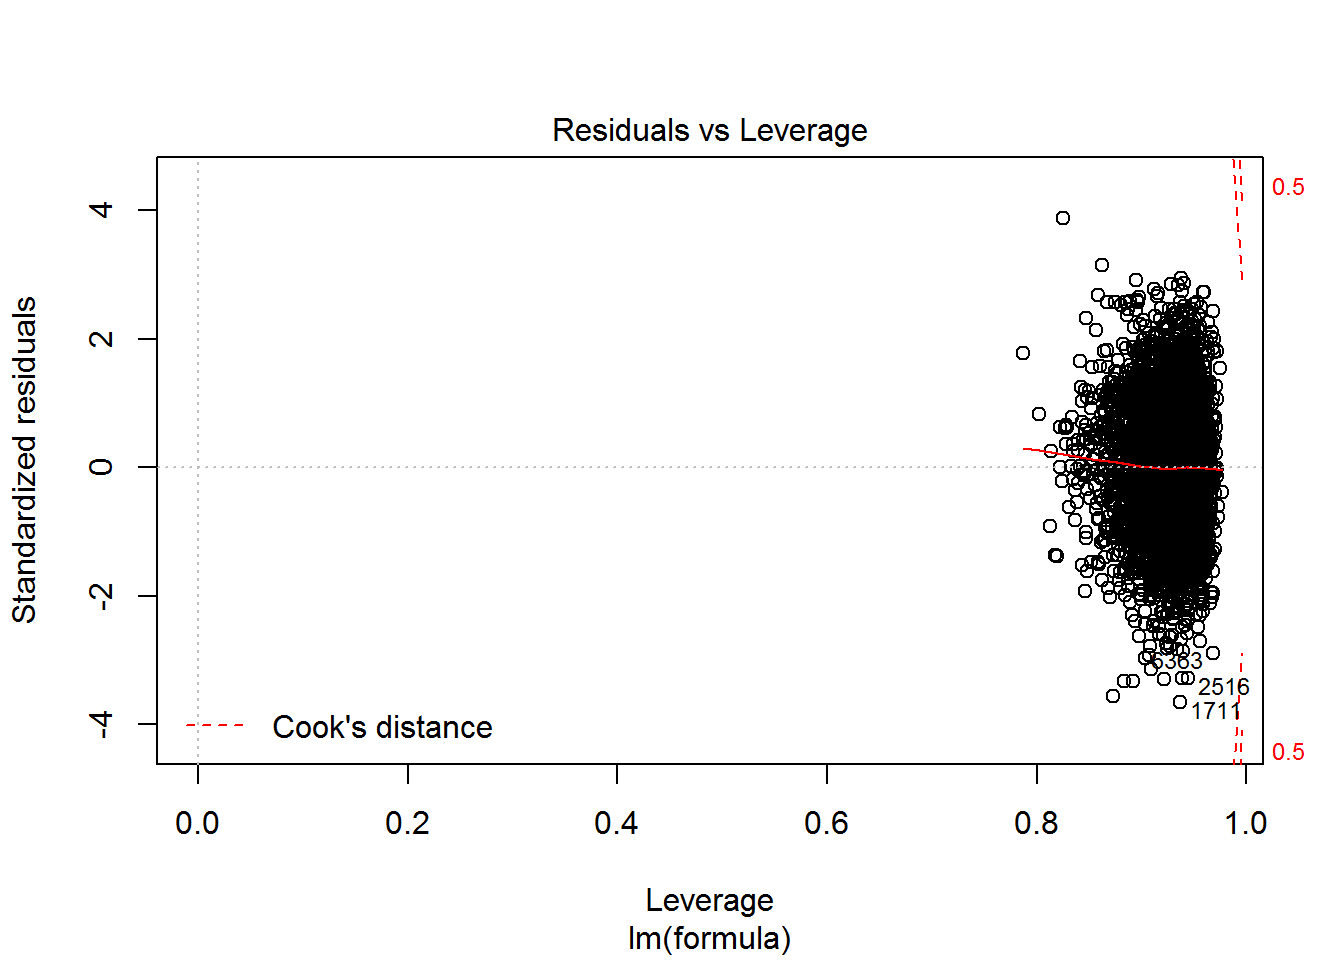 Residuals vs Leverage
Standardized residuals
4
2
0
-2
-4
0.5
0.5
6363
2516
1711
Cook's distance
0.0 0.2 0.4 0.6 0.8 1.0
Leverage
lm(formula)